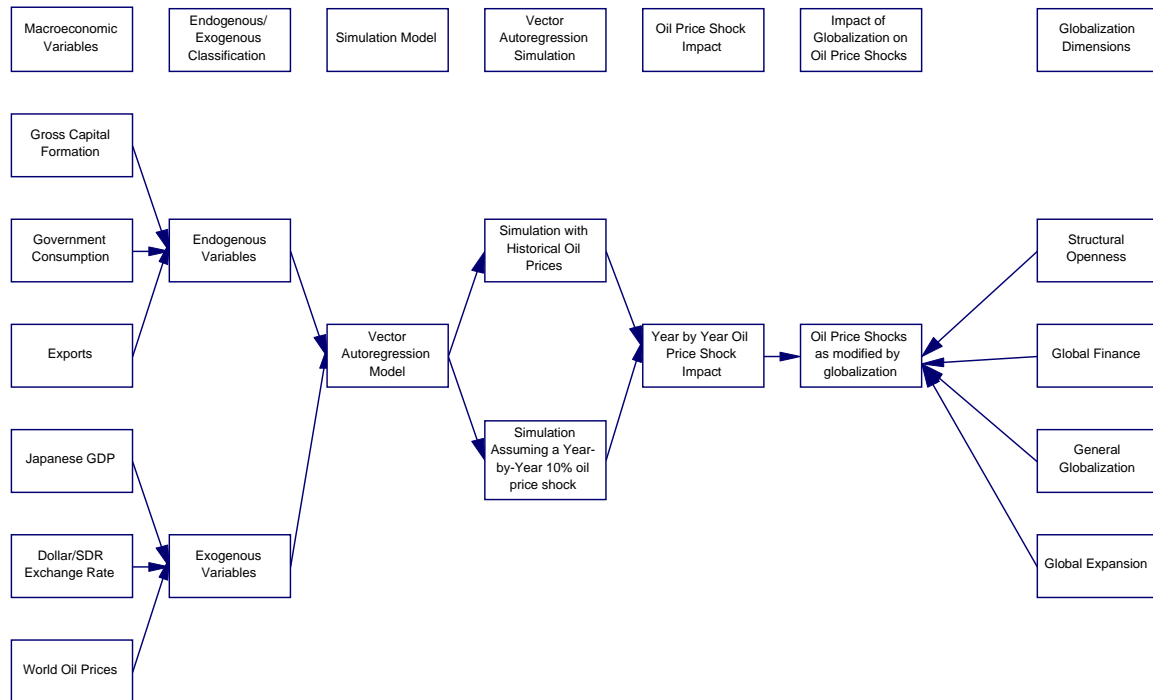 Macroeconomic
Variables
Endogenous/
Exogenous
Classification
Simulation Model
Vector
Autoregression
Simulation
Oil Price Shock
Impact
Impact of
Globalization on
Oil Price Shocks
Globalization
Dimensions
Gross Capital
Formation
Government
Consumption
Endogenous
Variables
Simulation with
Historical Oil
Prices
Structural
Openness
Exports
Vector
Autoregression
Model
Year by Year Oil
Price Shock
Impact
Oil Price Shocks
as modified by
globalization
Global Finance
Japanese GDP
Simulation
Assuming a Year-
by-Year 10% oil
price shock
General
Globalization
Dollar/SDR
Exchange Rate
Exogenous
Variables
Global Expansion
World Oil Prices